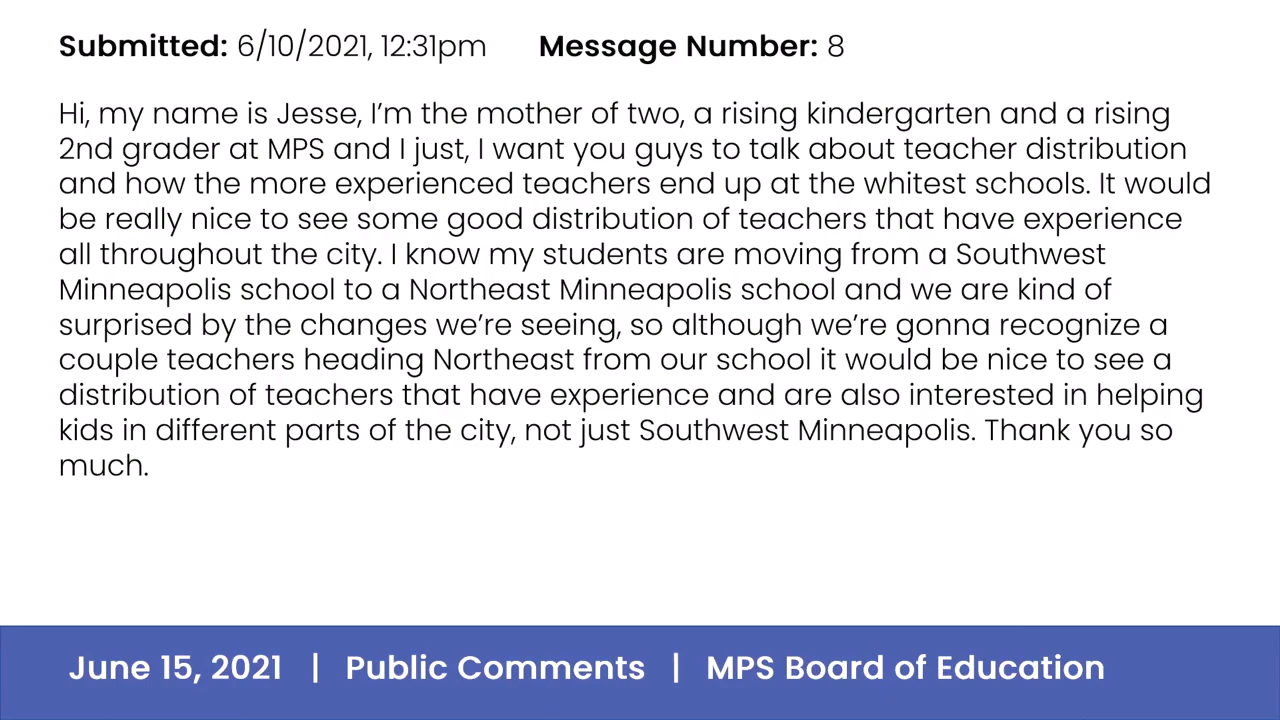 Submitted: 6/10/2021, 12:31pm Message Number: 8
Hi, my name is Jesse, I’m the mother of two, a rising kindergarten and a rising
2nd grader at MPS and I just, I want you guys to talk about teacher distribution
and how the more experienced teachers end up at the whitest schools. It would
be really nice to see some good distribution of teachers that have experience
all throughout the city. I know my students are moving from a Southwest
Minneapolis school to a Northeast Minneapolis school and we are kind of
surprised by the changes we’re seeing, so although we’re gonna recognize a
couple teachers heading Northeast from our school it would be nice to see a
distribution of teachers that have experience and are also interested in helping
kids in different parts of the city, not just Southwest Minneapolis. Thank you so
much.
June 15, 2021 | Public Comments | MPS Board of Education